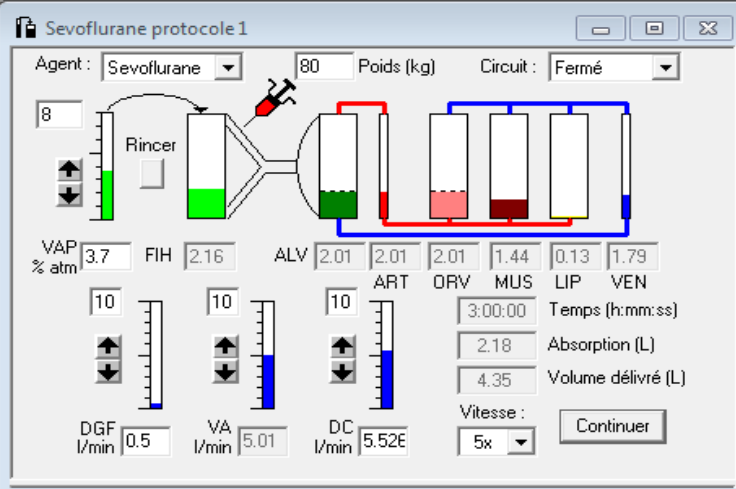 Sevoflurane protocole 1
Agent : Sevoflurane 80 Poids (kg) Circuit : Fermé
8
Rincer
VAP % atm 3.7 FIH 2.16 ALV 2.01 2.01 2.01 1.44 0.13 1.79
ART ORV MUS LIP VEN
10 10 10
3:00:00 Temps (h:mm:ss)
2.18 Absorption (L)
4.35 Volume délivré (L)
Vitesse :
5x Continuer
DGF l/min 0.5 VA l/min 5.01 DC l/min 5.526